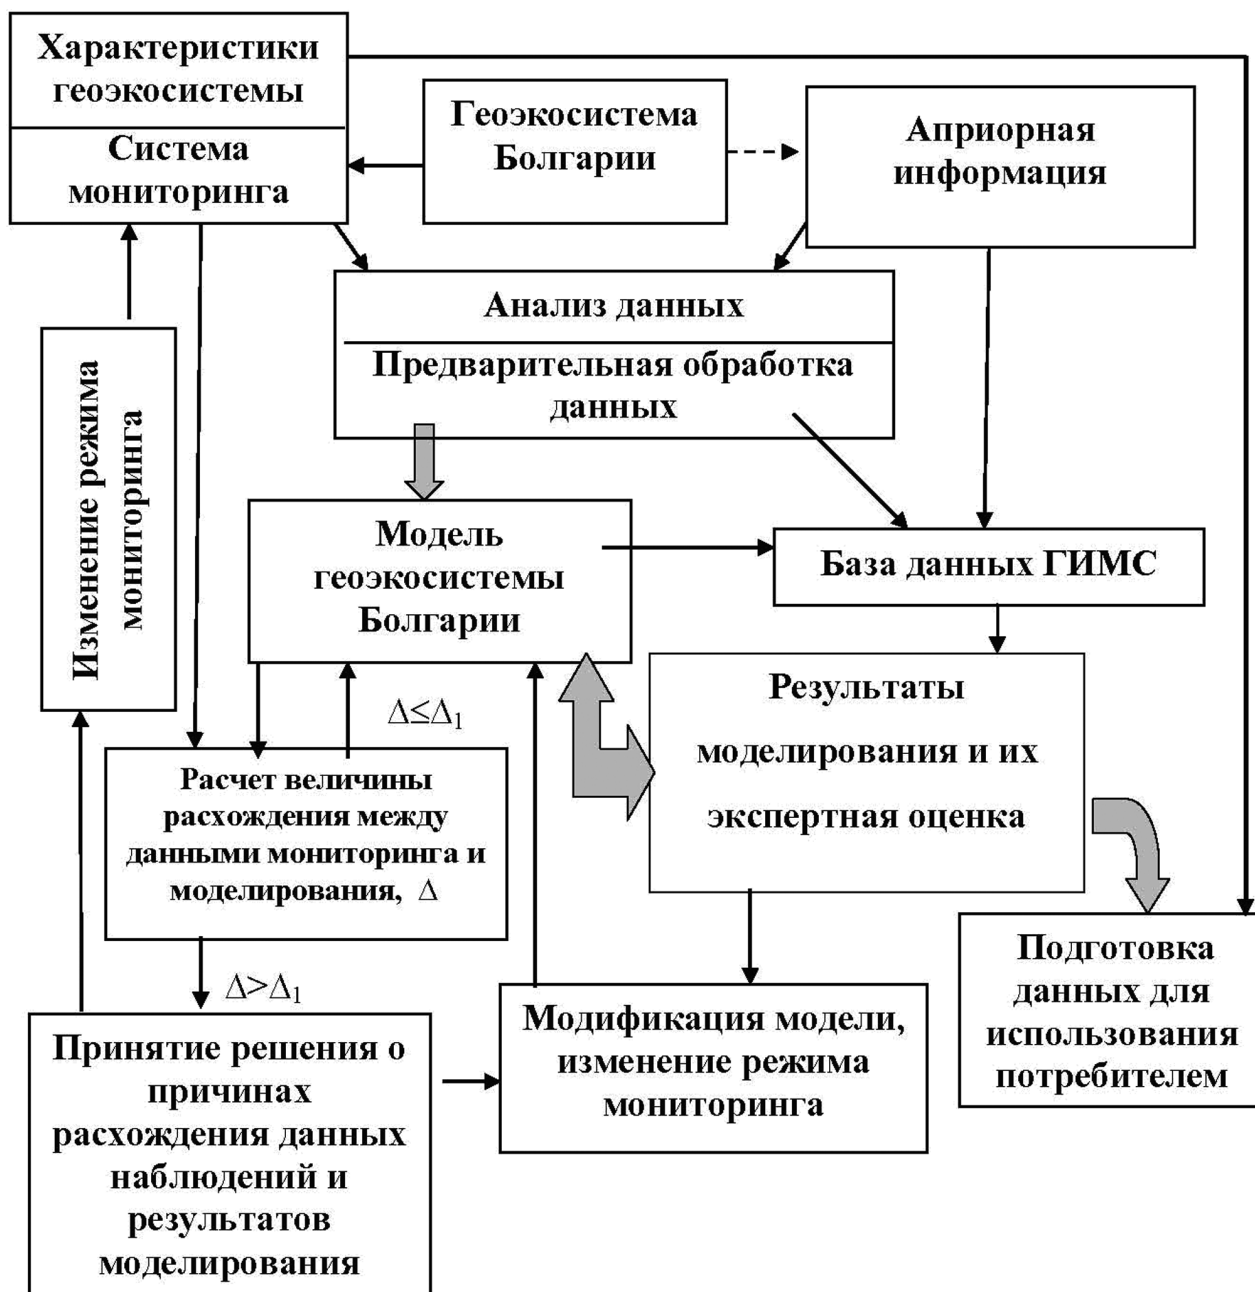 Характеристики
геоэкосистемы
Система
мониторинга
Геоэкосистема
Болгарии
Априорная
информация
Анализ данных
Предварительная обработка
данных
Изменение режима
мониторинга
Модель
геоэкосистемы
Болгарии
База данных ГИМС
Δ≤Δ₁
Результаты
моделирования и их
экспертная оценка
Расчет величины
расхождения между
данными мониторинга и
моделирования, Δ
Δ>Δ₁
Подготовка
данных для
использования
потребителем
Модификация модели,
изменение режима
мониторинга
Принятие решения о
причинах
расхождения данных
наблюдений и
результатов
моделирования